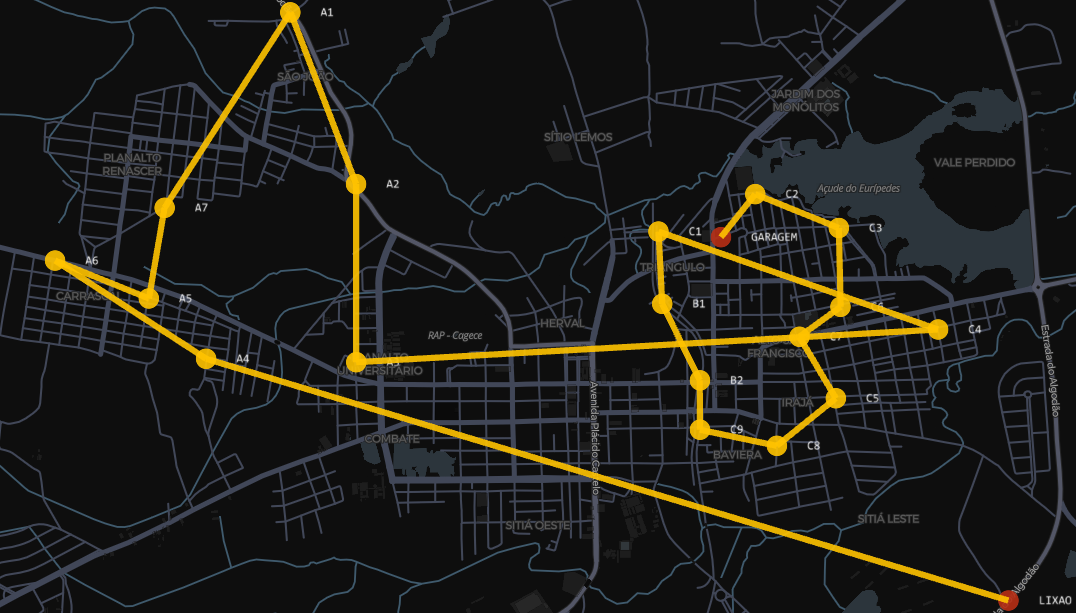 A1
SÃO JOÃO
JARDIM DOS
MONÓLITOS
SÍTIO LEMOS
PLANALTO
RENASCER
VALE PERDIDO
A2
Açude do Eurípedes
C2
A7
C3
C1
GARAGEM
A6
TRIÂNGULO
CARRASCO
A5
B1
C6
HERVAL
C4
RAP - Cagece
C7
FRANCISCO
Estrada do Algodão
A4
A3
PLANALTO
UNIVERSITÁRIO
B2
Avenida Plácido Castelo
C5
IRAJÁ
C9
COMBATE
C8
BAVIERA
SITIÁ OESTE
SITIÁ LESTE
Algodão
LIXAO